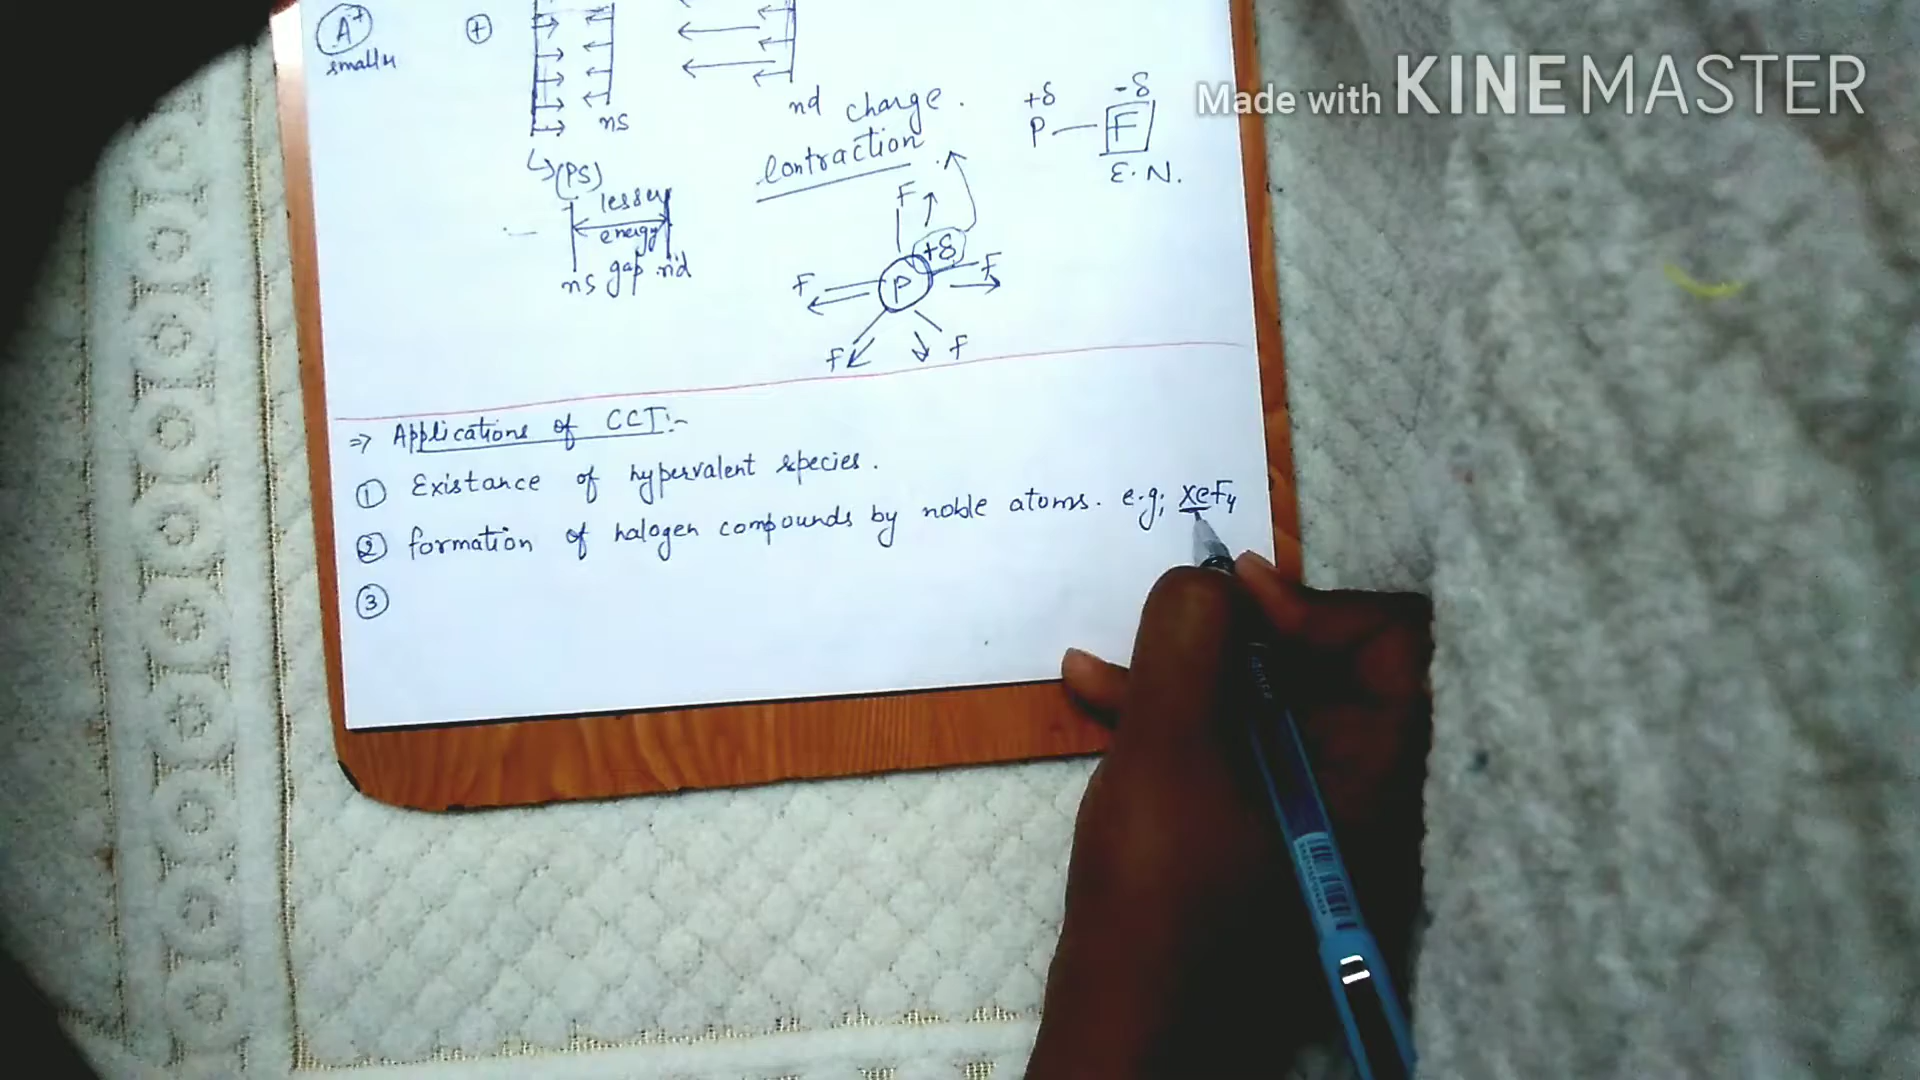 A+
smaller
+
ns
nd charge.
contraction
+δ -δ
P — F
E.N.
Made with KINEMASTER
↳(PS)
lesser
energy
ns gap nd
F
+δ
F P F
F F
⇒ Applications of CCT:-
① Existance of hypervalent species.
② formation of halogen compounds by noble atoms. e.g; XeF4
③